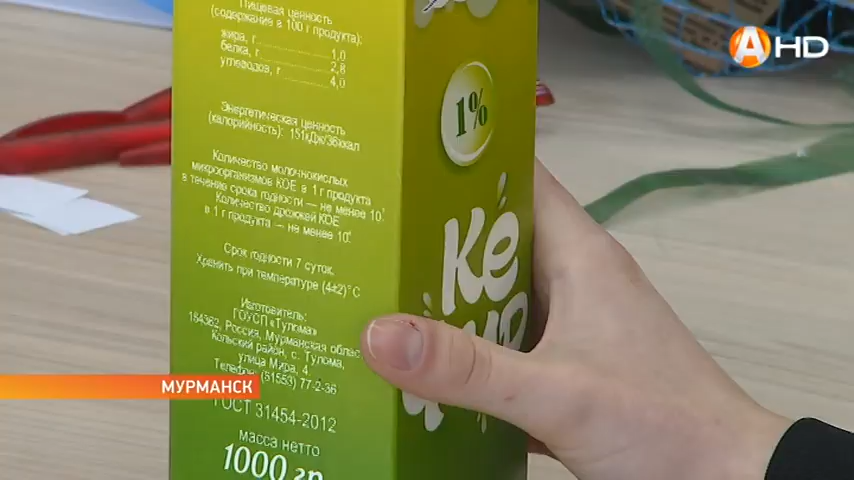 Пищевая ценность
(содержание в 100 г продукта):
жира, г 1,0
белка, г 2,8
углеводов, г 4,0
Энергетическая ценность
(калорийность): 151кДж/36ккал
Количество молочнокислых
микроорганизмов КОЕ в 1 г продукта
в течение срока годности — не менее 10
Количество дрожжей КОЕ
в 1 г продукта — не менее 10
Срок годности 7 суток.
Хранить при температуре (4±2)°С
Изготовитель:
ГОУСП «Тулома»
184362, Россия, Мурманская облас
Кольский район, с. Тулома,
улица Мира, 4.
Телефон: (81553) 77-2-36
ГОСТ 31454-2012
масса нетто
1000 гр
1%
Ке
HD
МУРМАНСК